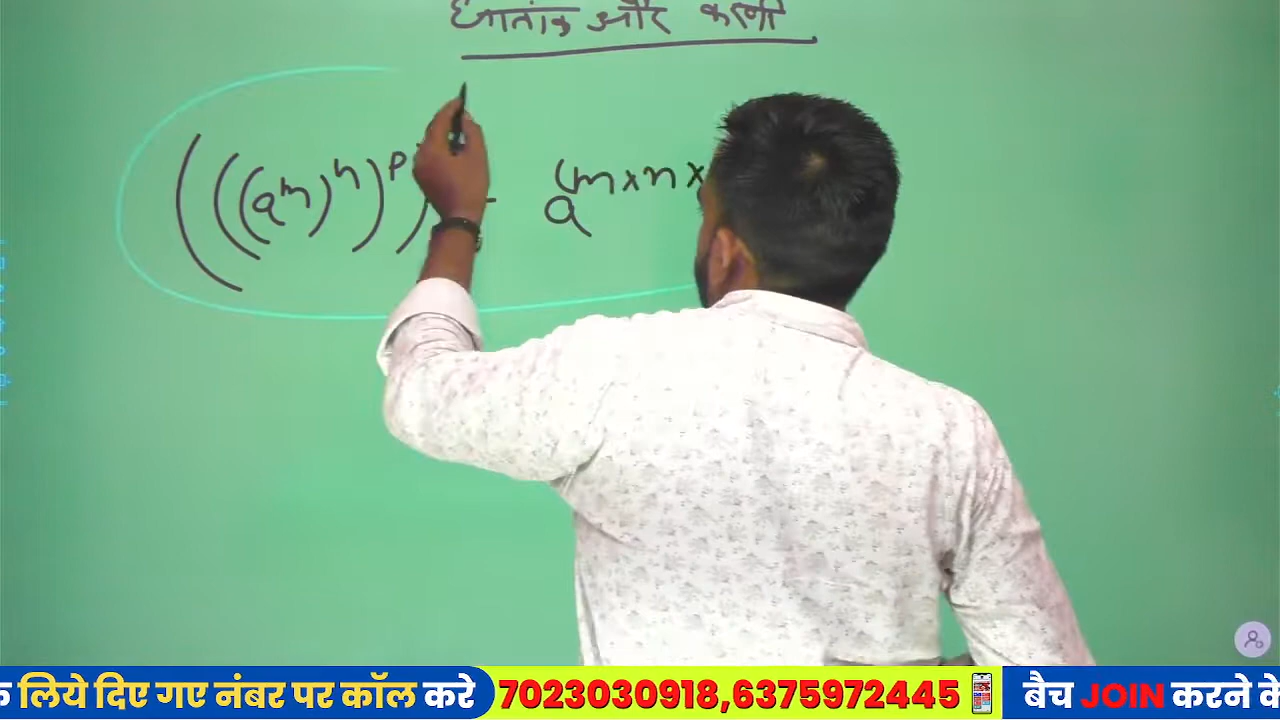 घातांक और करणी
(((a^m)^n)^p) = a^(m×n×
लिये दिए गए नंबर पर कॉल करे 7023030918,6375972445 बैच JOIN करने के